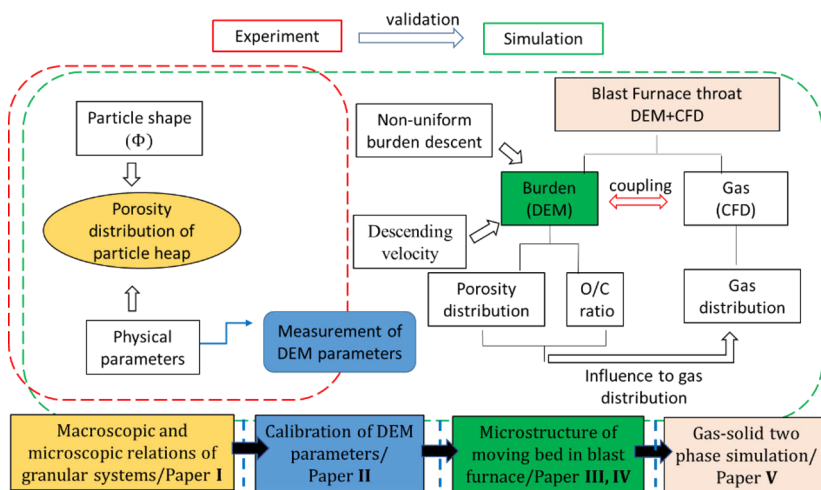 Experiment
validation
Simulation
Particle shape
(Φ)
Porosity
distribution of
particle heap
Physical
parameters
Measurement of
DEM parameters
Non-uniform
burden descent
Descending
velocity
Blast Furnace throat
DEM+CFD
Burden
(DEM)
coupling
Gas
(CFD)
Porosity
distribution
O/C
ratio
Gas
distribution
Influence to gas
distribution
Macroscopic and
microscopic relations of
granular systems/Paper I
Calibration of DEM
parameters/
Paper II
Microstructure of
moving bed in blast
furnace/Paper III, IV
Gas-solid two
phase simulation/
Paper V